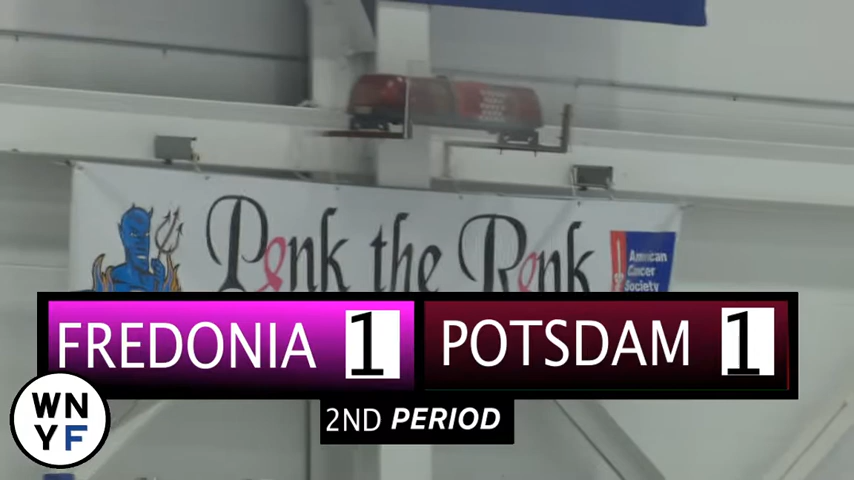 Pink the Rink
American
Cancer
Society
FREDONIA 1 POTSDAM 1
2ND PERIOD
WN
YF